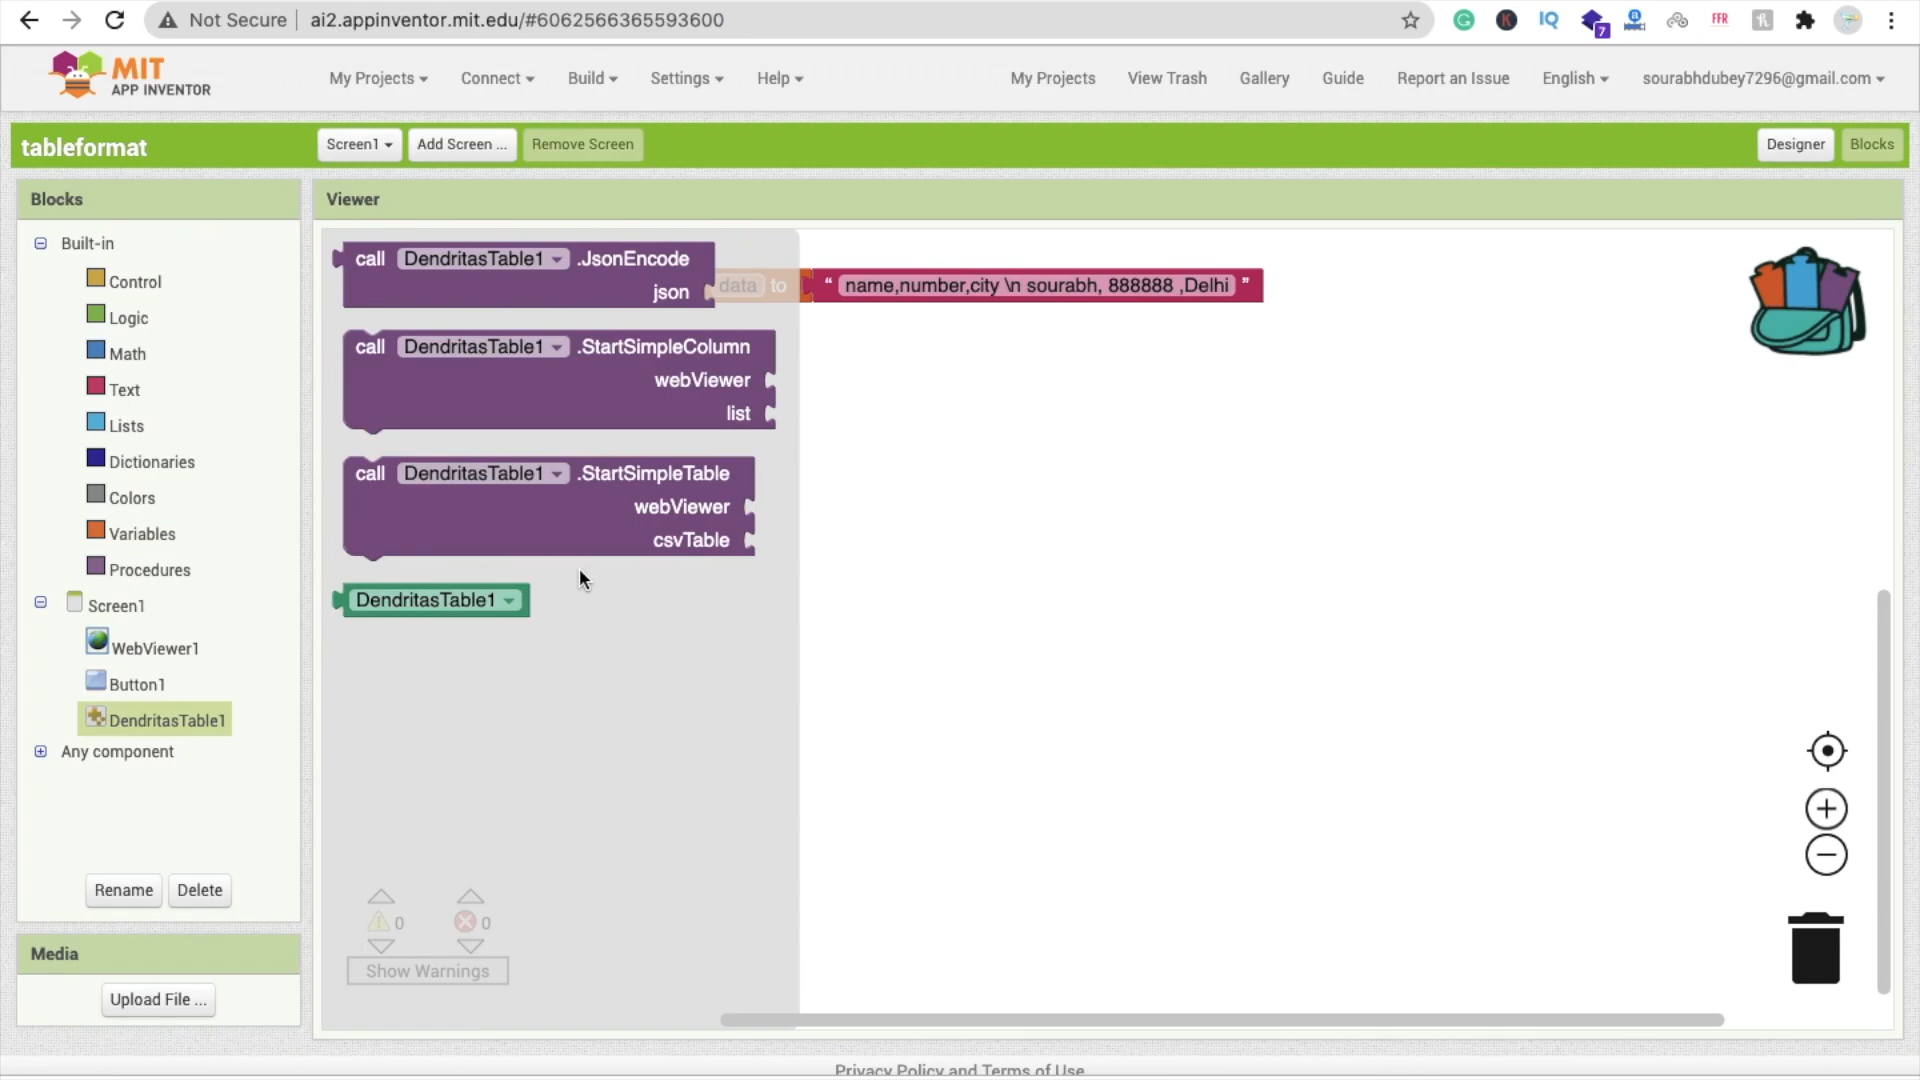 Not Secure
ai2.appinventor.mit.edu/#6062566365593600
G
K
IQ
7
a
FFR
h
MIT
APP INVENTOR
My Projects
Connect
Build
Settings
Help
My Projects
View Trash
Gallery
Guide
Report an Issue
English
sourabhdubey7296@gmail.com
tableformat
Screen1
Add Screen ...
Remove Screen
Designer
Blocks
Blocks
Viewer
Built-in
Control
Logic
Math
Text
Lists
Dictionaries
Colors
Variables
Procedures
Screen1
WebViewer1
Button1
DendritasTable1
Any component
Rename
Delete
Media
Upload File ...
call DendritasTable1 .JsonEncode
json
data to
“ name,number,city \n sourabh, 888888 ,Delhi ”
call DendritasTable1 .StartSimpleColumn
webViewer
list
call DendritasTable1 .StartSimpleTable
webViewer
csvTable
DendritasTable1
0
0
Show Warnings
Privacy Policy and Terms of Use